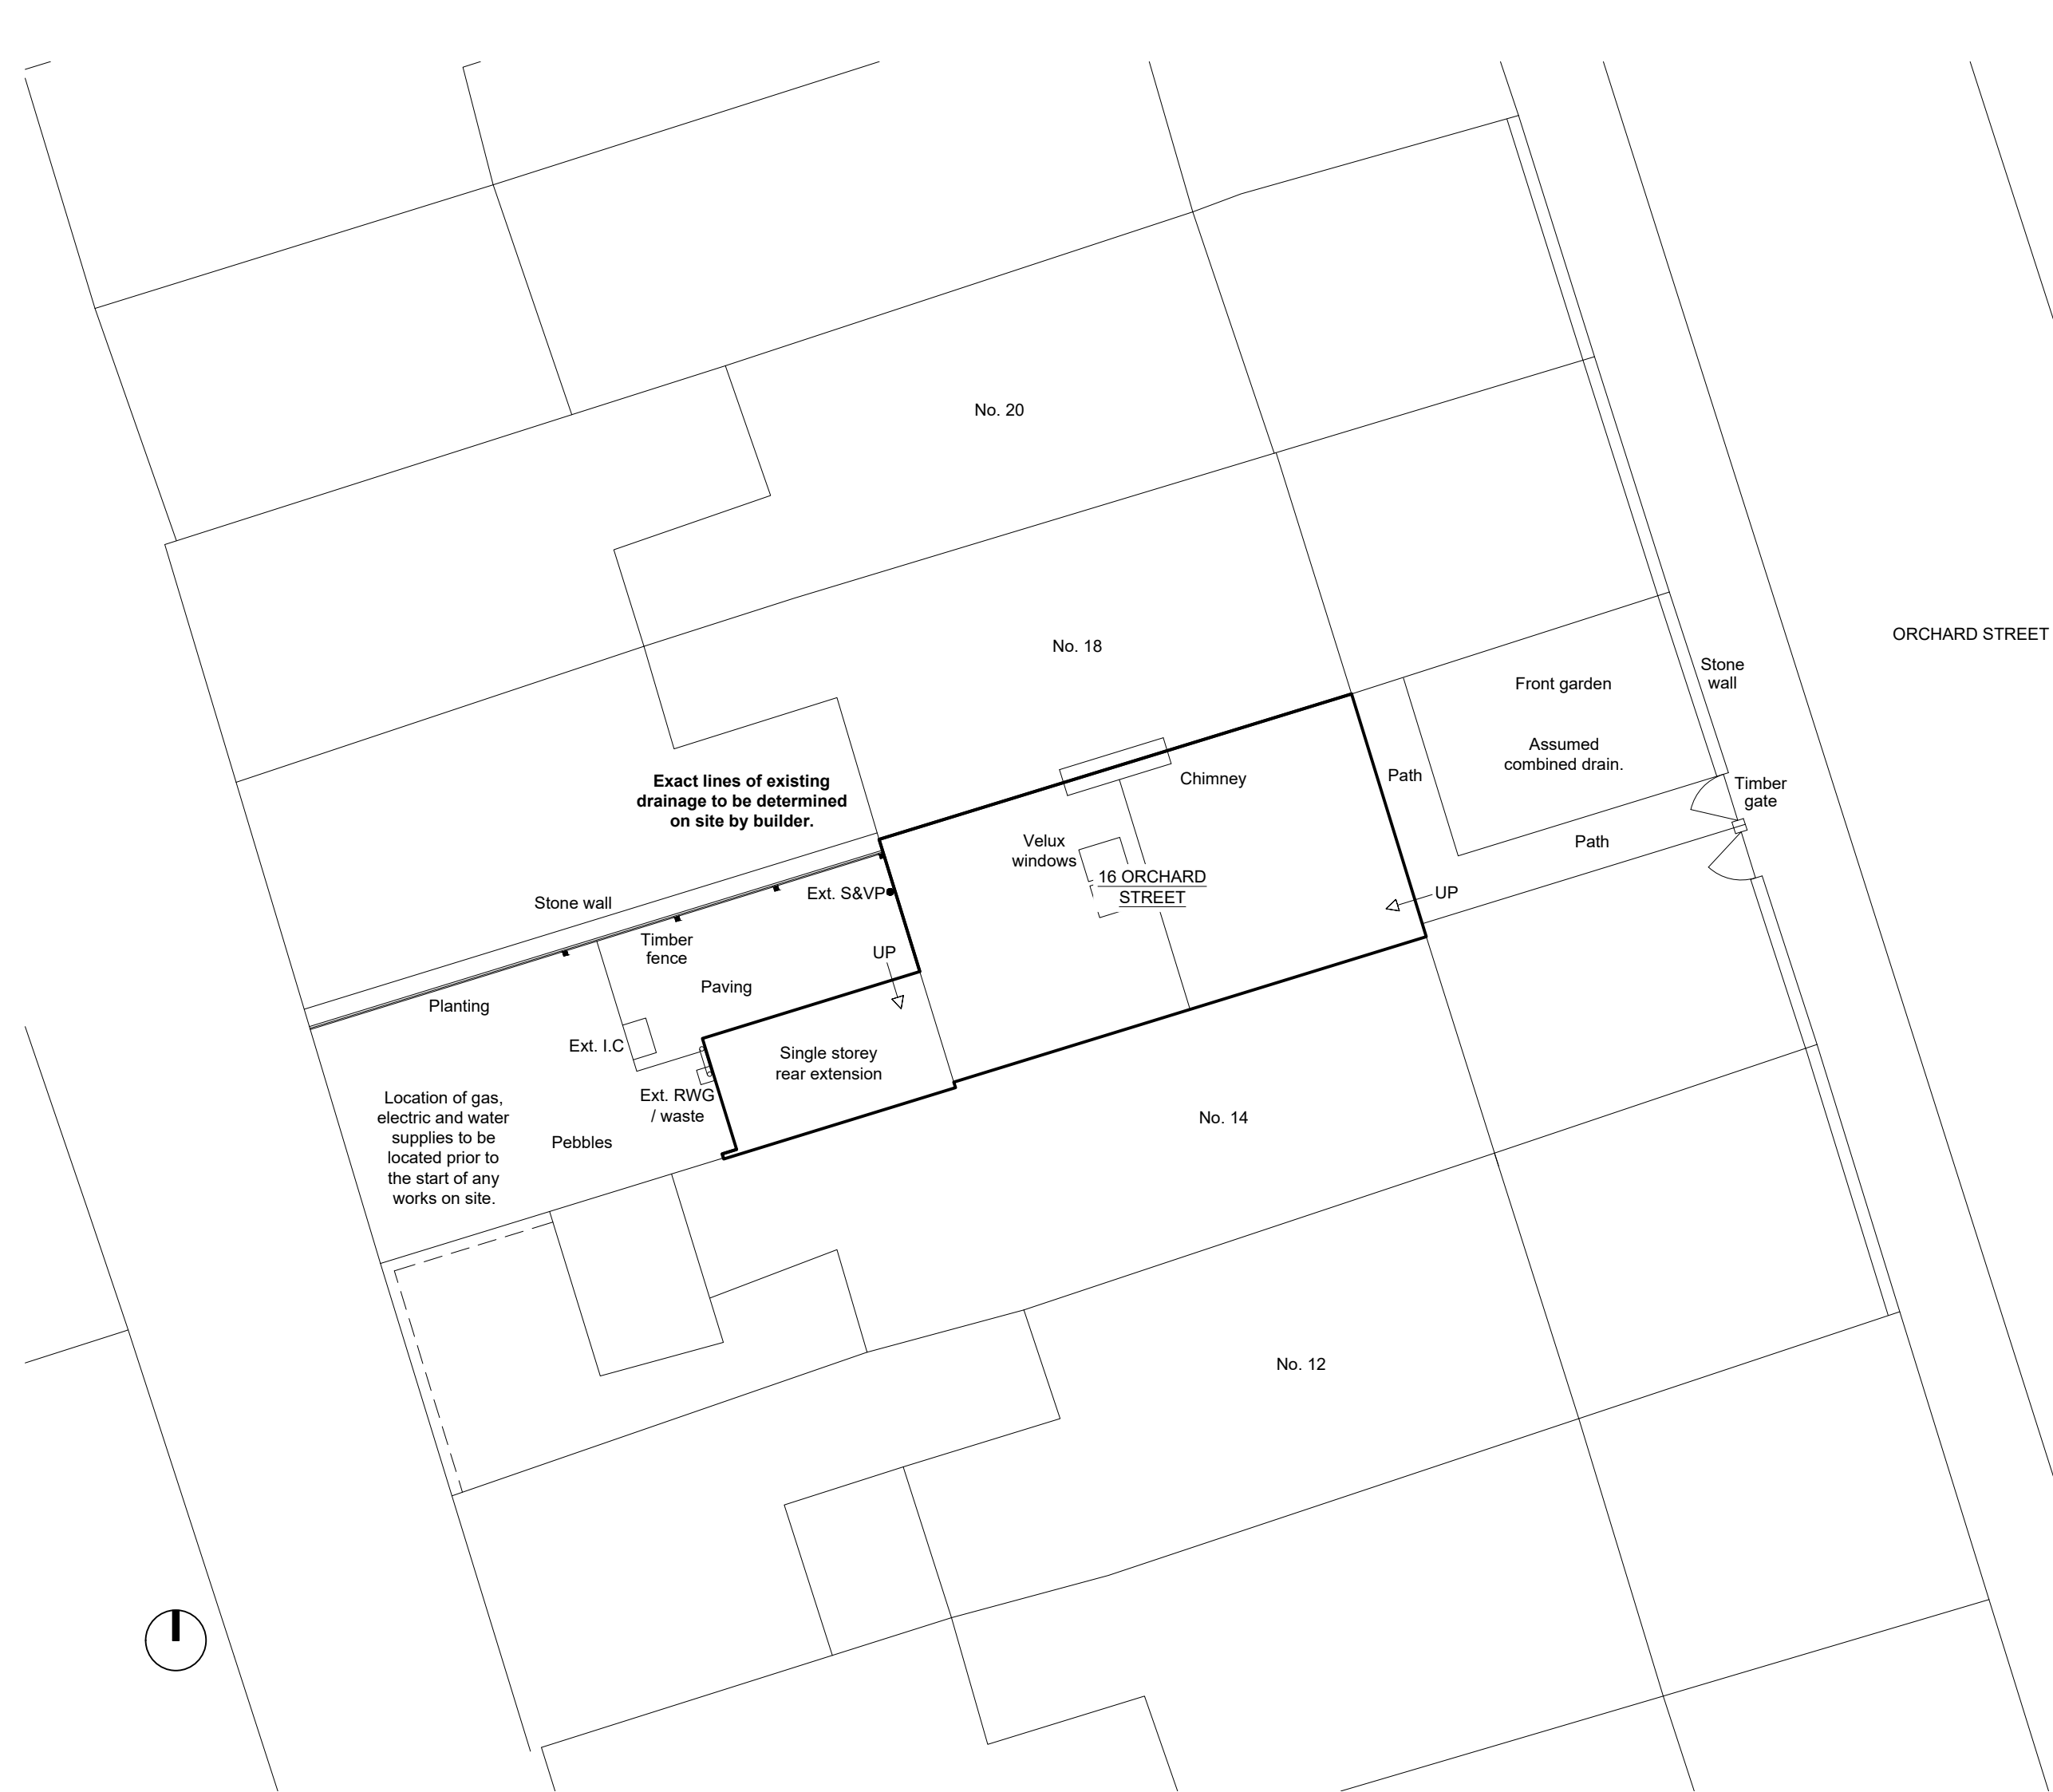 No. 20
ORCHARD STREET
No. 18
Stone
wall
Front garden
Assumed
combined drain.
Exact lines of existing
drainage to be determined
on site by builder.
Chimney
Path
Timber
gate
Velux
windows
Path
16 ORCHARD
STREET
Ext. S&VP
UP
Stone wall
Timber
fence
UP
Paving
Planting
Ext. I.C
Single storey
rear extension
Ext. RWG
/ waste
Location of gas,
electric and water
supplies to be
located prior to
the start of any
works on site.
Pebbles
No. 14
No. 12